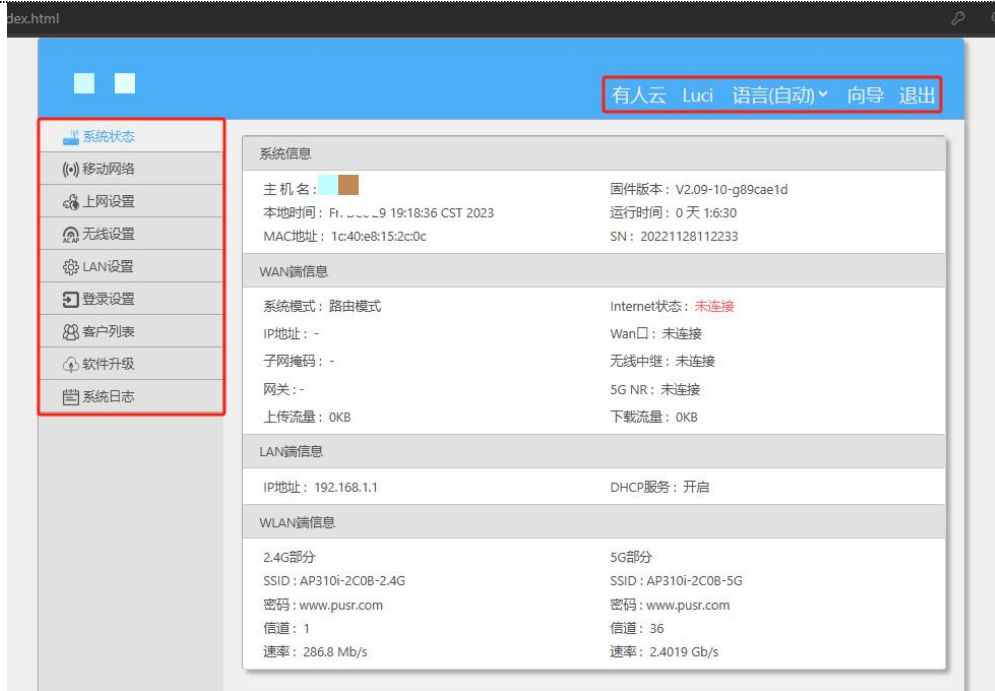 dex.html
有人云 Luci 语言(自动) 向导 退出
系统状态
移动网络
上网设置
无线设置
LAN设置
登录设置
客户列表
软件升级
系统日志
系统信息
主机名:
固件版本: V2.09-10-g89cae1d
本地时间: 9 19:18:36 CST 2023
运行时间: 0 天 1:6:30
MAC地址: 1c:40:e8:15:2c:0c
SN: 20221128112233
WAN端信息
系统模式: 路由模式
Internet状态: 未连接
IP地址: -
Wan口: 未连接
子网掩码: -
无线中继: 未连接
网关: -
5G NR: 未连接
上传流量: 0KB
下载流量: 0KB
LAN端信息
IP地址: 192.168.1.1
DHCP服务: 开启
WLAN端信息
2.4G部分
SSID: AP310i-2C0B-2.4G
密码: www.pusr.com
信道: 1
速率: 286.8 Mb/s
5G部分
SSID: AP310i-2C0B-5G
密码: www.pusr.com
信道: 36
速率: 2.4019 Gb/s